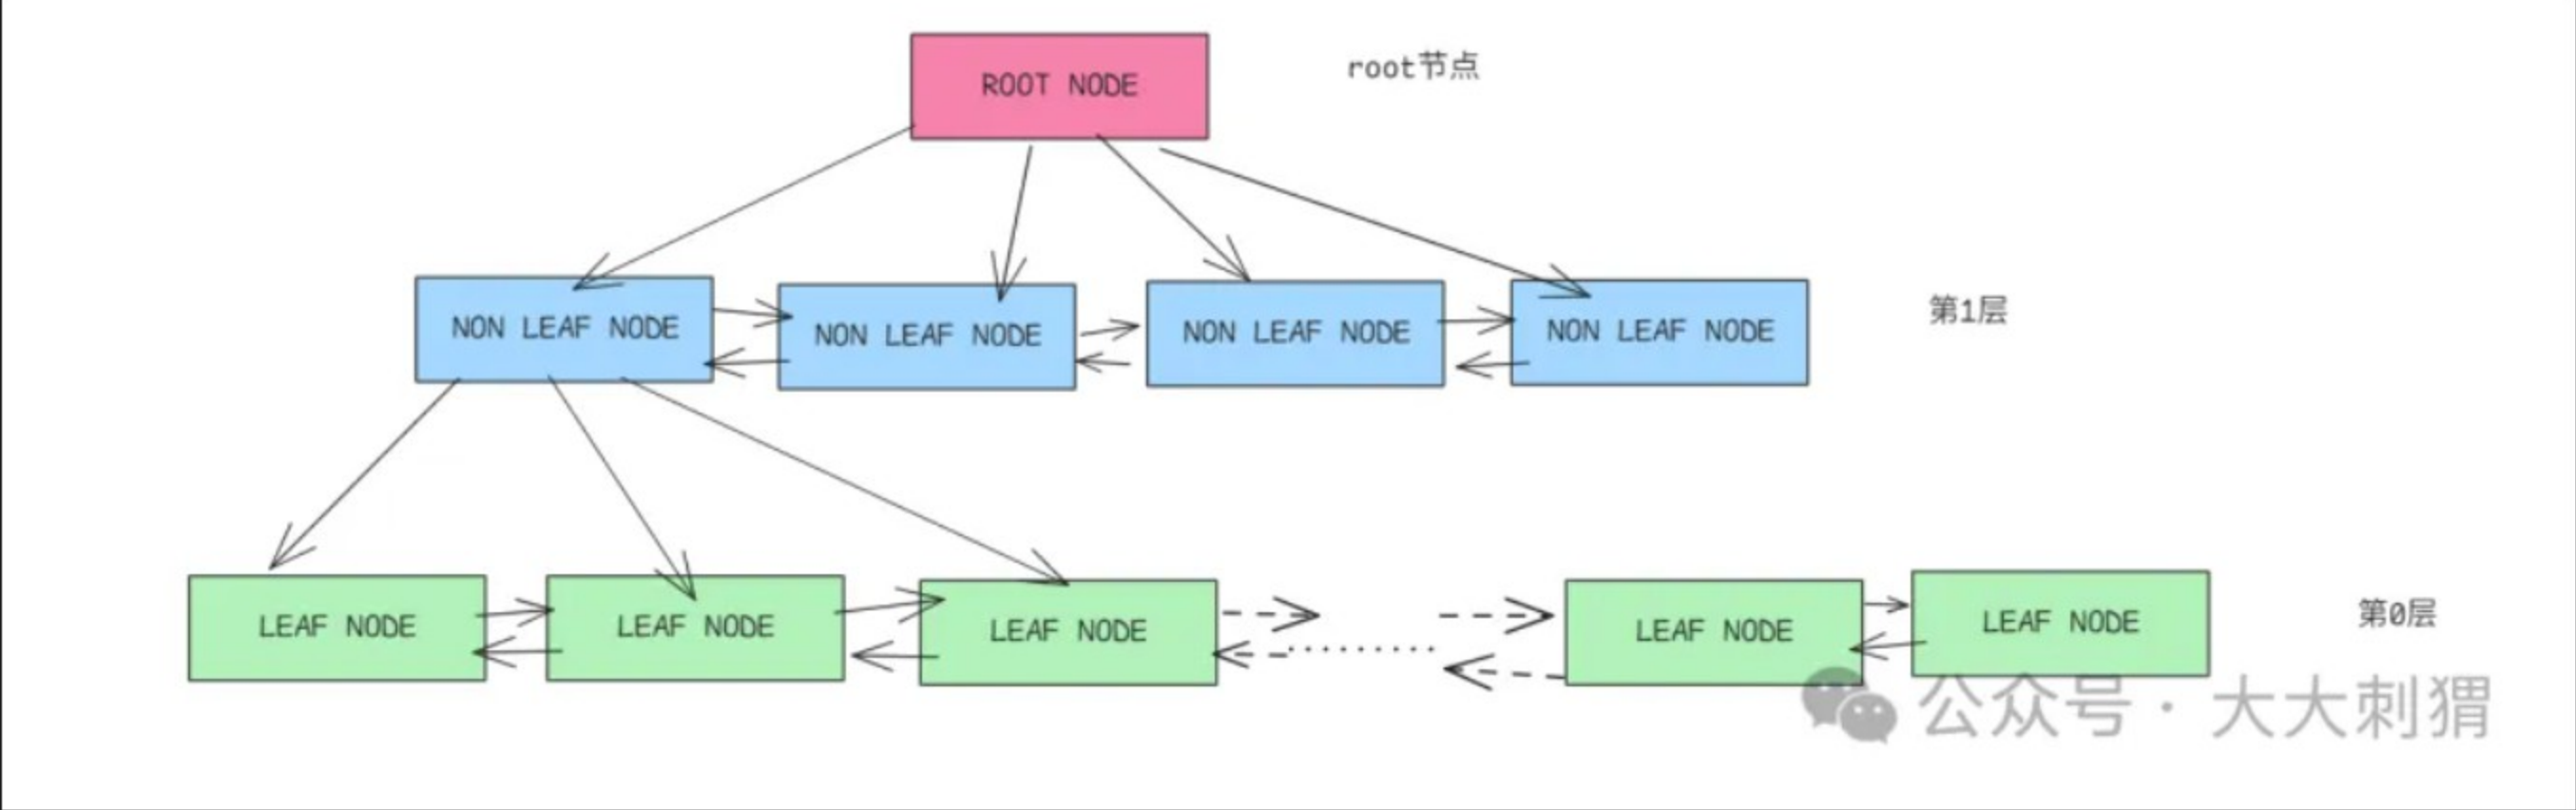 ROOT NODE
root节点
NON LEAF NODE
NON LEAF NODE
NON LEAF NODE
NON LEAF NODE
第1层
LEAF NODE
LEAF NODE
LEAF NODE
LEAF NODE
LEAF NODE
第0层
公众号 · 大大刺猬